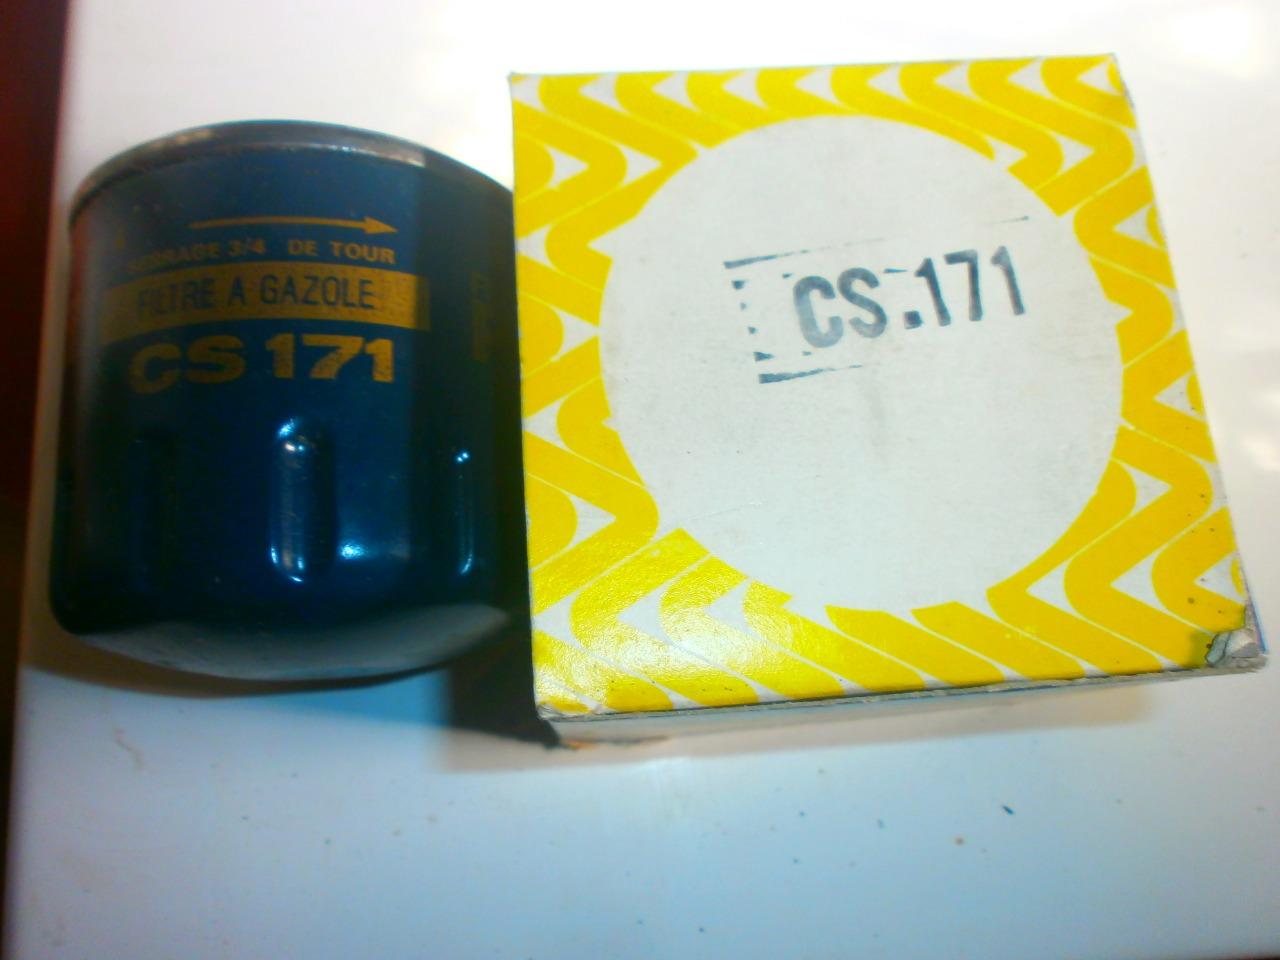 SERRAGE 3/4 DE TOUR
FILTRE A GAZOLE
CS 171
CS.171